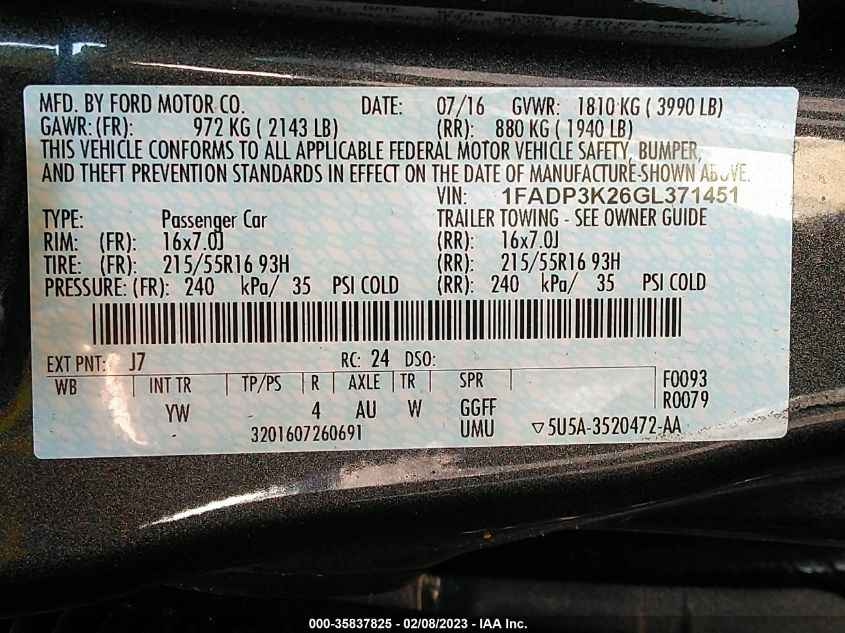 MFD. BY FORD MOTOR CO. DATE: 07/16 GVWR: 1810 KG ( 3990 LB)
GAWR: (FR): 972 KG ( 2143 LB) (RR): 880 KG ( 1940 LB)
THIS VEHICLE CONFORMS TO ALL APPLICABLE FEDERAL MOTOR VEHICLE SAFETY, BUMPER,
AND THEFT PREVENTION STANDARDS IN EFFECT ON THE DATE OF MANUFACTURE SHOWN ABOVE.
VIN: 1FADP3K26GL371451
TYPE: Passenger Car TRAILER TOWING - SEE OWNER GUIDE
RIM: (FR): 16x7.0J (RR): 16x7.0J
TIRE: (FR): 215/55R16 93H (RR): 215/55R16 93H
PRESSURE: (FR): 240 kPa/ 35 PSI COLD (RR): 240 kPa/ 35 PSI COLD
EXT PNT: J7 RC: 24 DSO:
WB INT TR TP/PS R AXLE TR SPR F0093
YW 4 AU W GGFF R0079
3201607260691 UMU ▽5U5A-3520472-AA
000-35837825 - 02/08/2023 - IAA Inc.